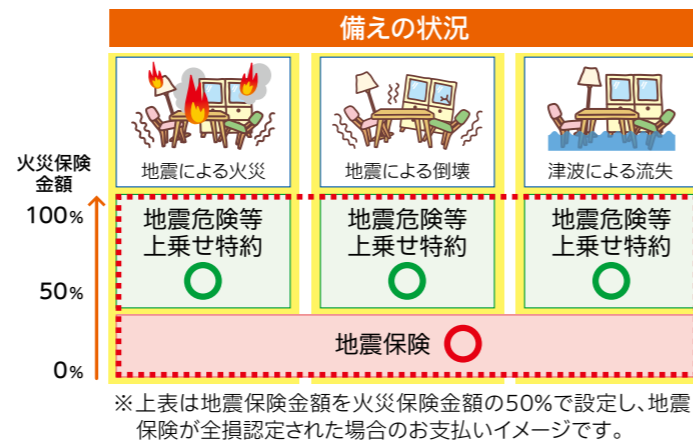 備えの状況
地震による火災
地震による倒壊
津波による流失
火災保険
金額
100%
50%
0%
地震危険等
上乗せ特約
地震危険等
上乗せ特約
地震危険等
上乗せ特約
地震保険
※上表は地震保険金額を火災保険金額の50%で設定し、地震
保険が全損認定された場合のお支払いイメージです。